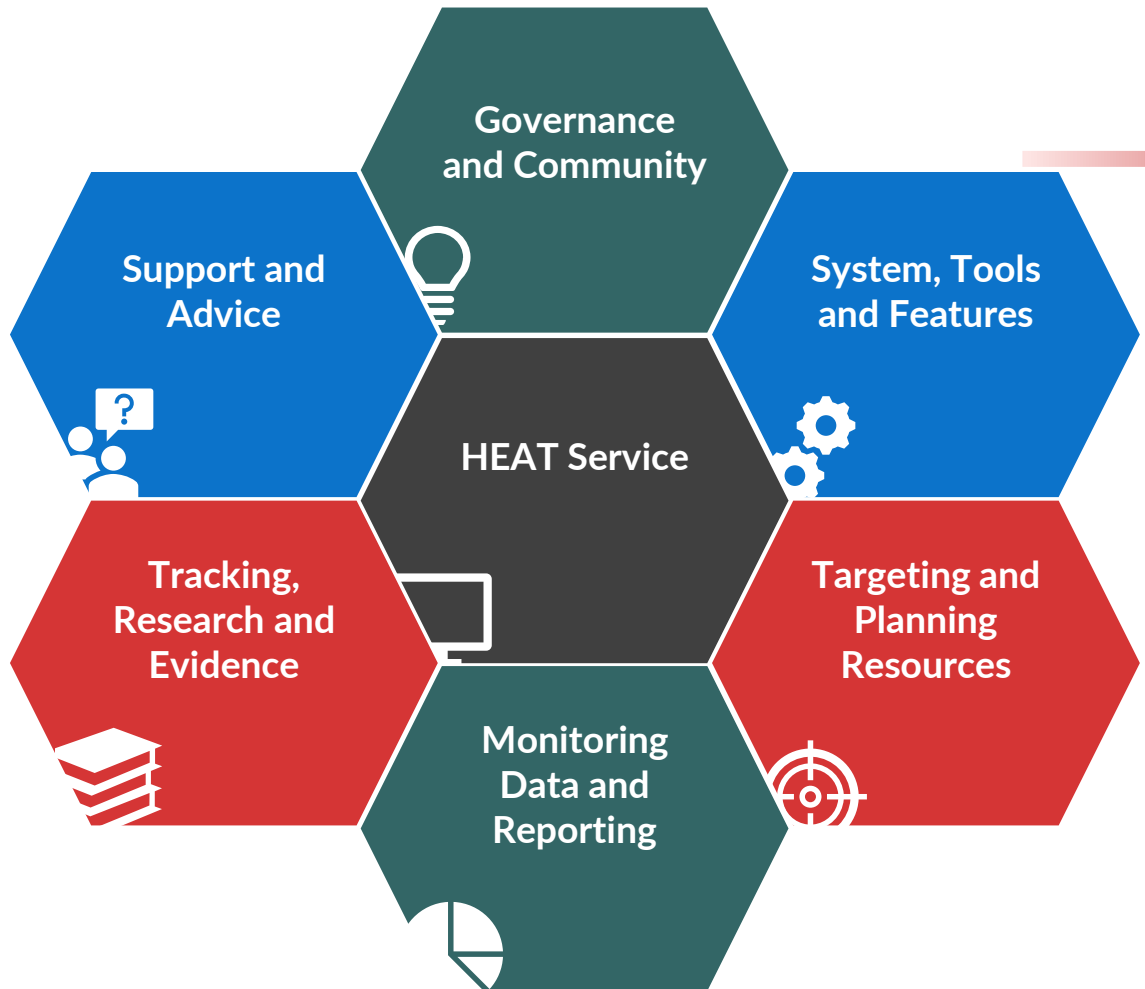 Governance
and Community
Support and
Advice
System, Tools
and Features
HEAT Service
Tracking,
Research and
Evidence
Targeting and
Planning
Resources
Monitoring
Data and
Reporting
?